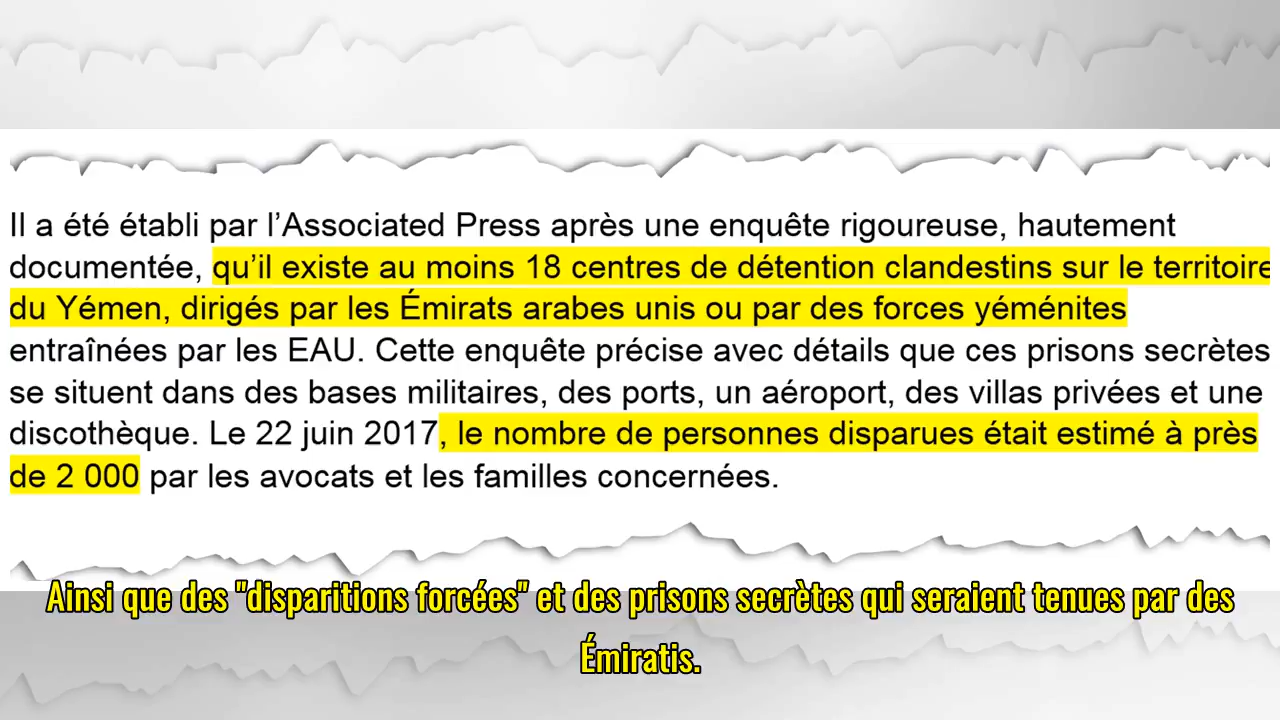 Il a été établi par l’Associated Press après une enquête rigoureuse, hautement
documentée, qu’il existe au moins 18 centres de détention clandestins sur le territoire
du Yémen, dirigés par les Émirats arabes unis ou par des forces yéménites
entraînées par les EAU. Cette enquête précise avec détails que ces prisons secrètes
se situent dans des bases militaires, des ports, un aéroport, des villas privées et une
discothèque. Le 22 juin 2017, le nombre de personnes disparues était estimé à près
de 2 000 par les avocats et les familles concernées.
Ainsi que des "disparitions forcées" et des prisons secrètes qui seraient tenues par des
Émiratis.